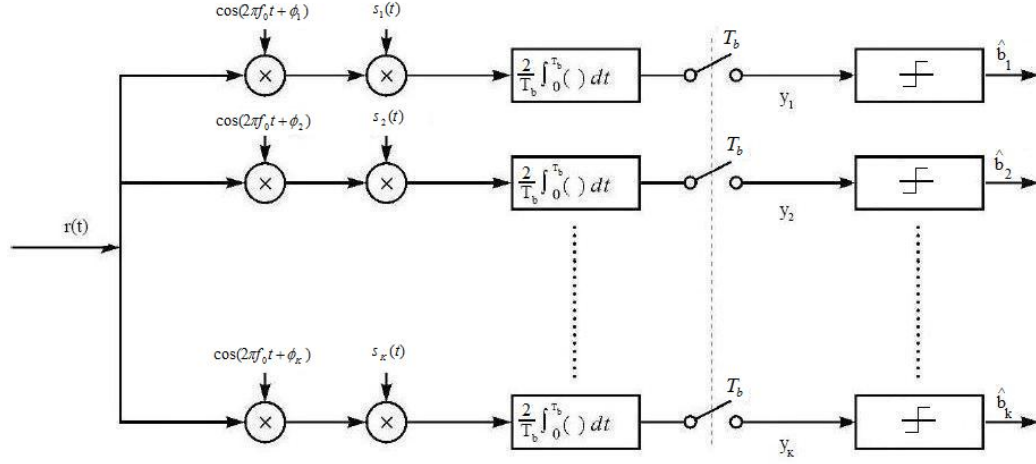 cos(2πf₀t+ϕ₁) s₁(t)
T_b
(2/T_b) ∫₀^{T_b} ( ) dt
y₁
b̂₁
cos(2πf₀t+ϕ₂) s₂(t)
T_b
(2/T_b) ∫₀^{T_b} ( ) dt
y₂
b̂₂
r(t)
cos(2πf₀t+ϕ_K) s_K(t)
T_b
(2/T_b) ∫₀^{T_b} ( ) dt
y_K
b̂_k